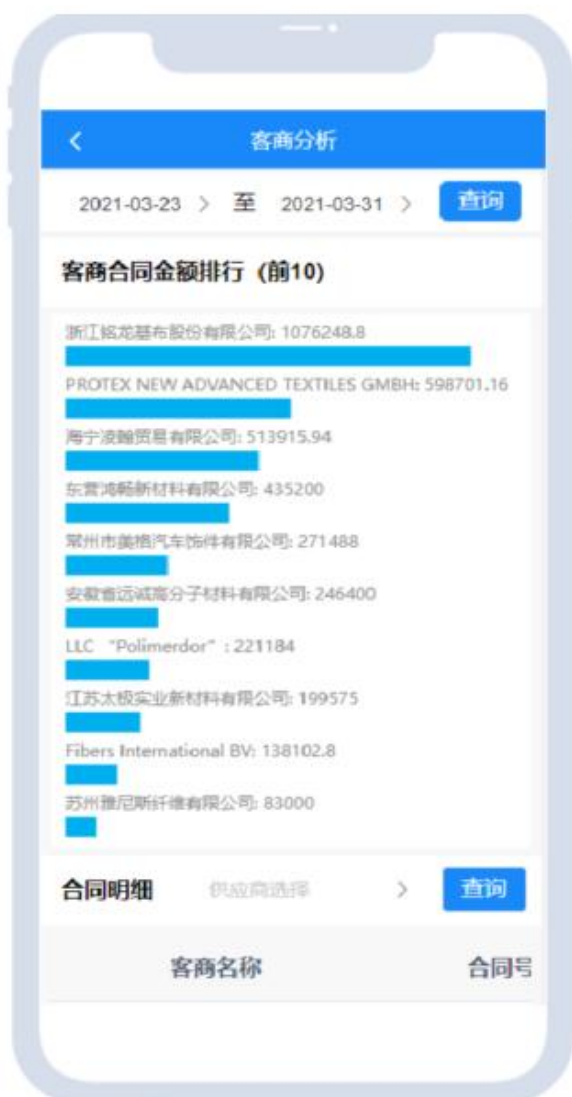 客商分析
2021-03-23 > 至 2021-03-31 > 查询
客商合同金额排行（前10）
浙江铭龙基布股份有限公司: 1076248.8
PROTEX NEW ADVANCED TEXTILES GMBH: 598701.16
海宁凌翰贸易有限公司: 513915.94
东营鸿畅新材料有限公司: 435200
常州市美格汽车饰件有限公司: 271488
安徽省远诚高分子材料有限公司: 246400
LLC “Polimerdor”: 221184
江苏太极实业新材料有限公司: 199575
Fibers International BV: 138102.8
苏州雅尼斯纤维有限公司: 83000
合同明细 供应商选择 > 查询
客商名称 合同号